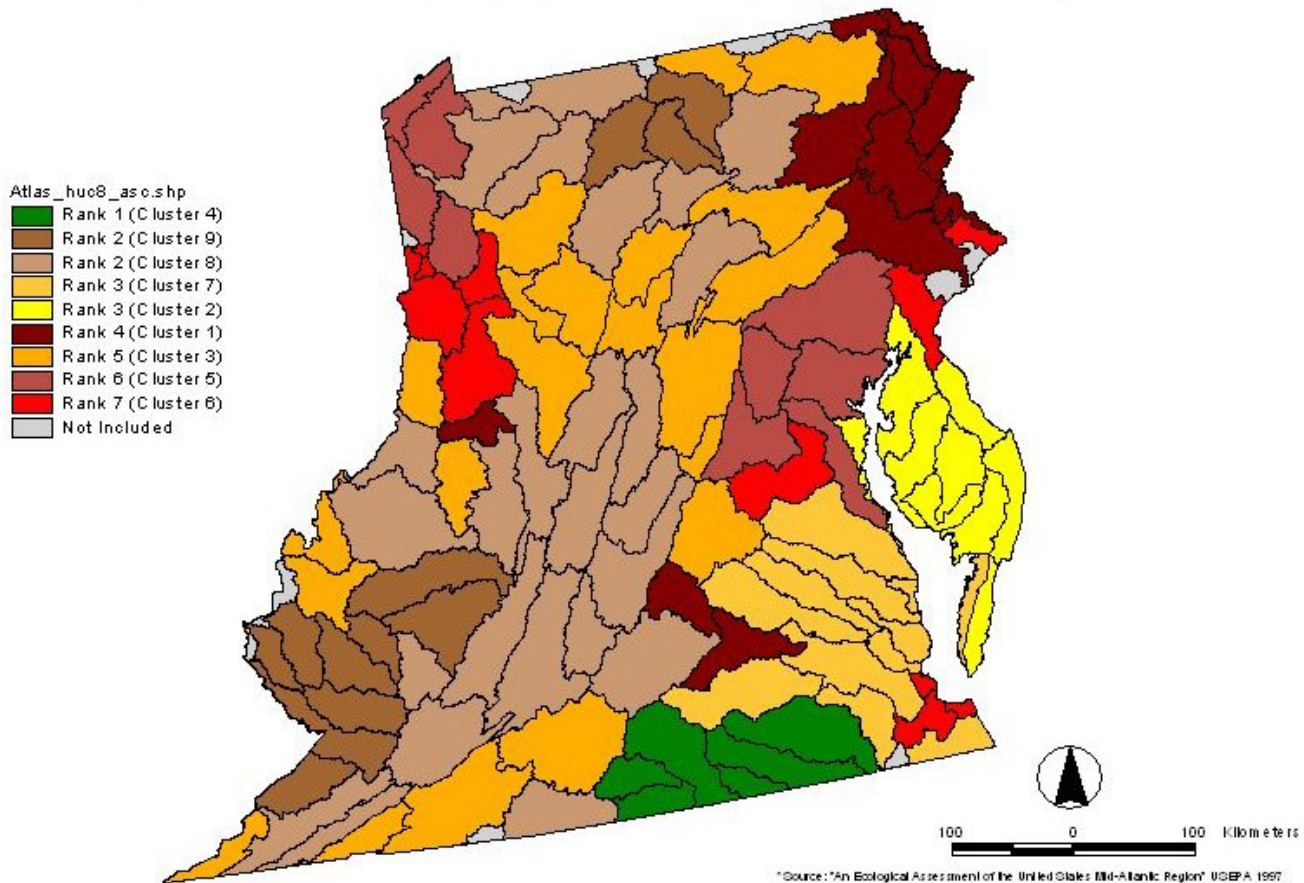 Atlas_huc8_asc.shp
Rank 1 (Cluster 4)
Rank 2 (Cluster 9)
Rank 2 (Cluster 8)
Rank 3 (Cluster 7)
Rank 3 (Cluster 2)
Rank 4 (Cluster 1)
Rank 5 (Cluster 3)
Rank 6 (Cluster 5)
Rank 7 (Cluster 6)
Not Included
100 0 100 Kilometers
*Source: "An Ecological Assessment of the United States Mid-Atlantic Region" USEPA 1997